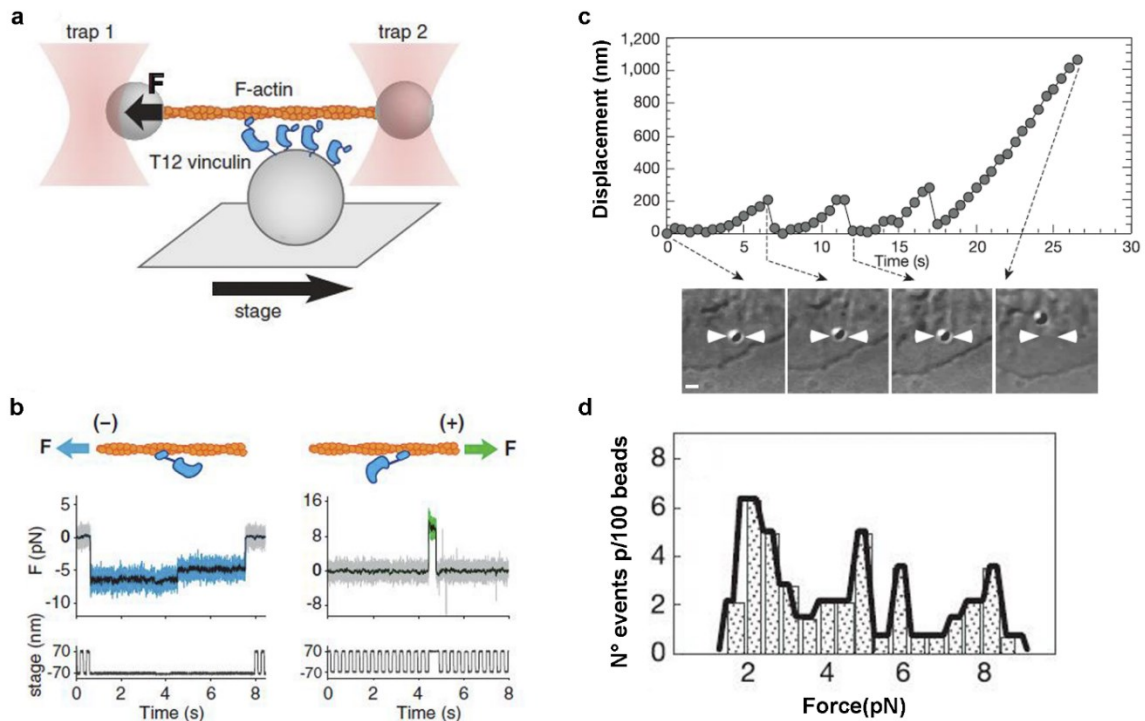 a
trap 1
trap 2
F
F-actin
T12 vinculin
stage
b
(–)
F
(+)
F
F (pN)
5
0
-5
-10
16
8
0
-8
stage (nm)
70
-70
70
-70
0 2 4 6 8
Time (s)
0 2 4 6 8
Time (s)
c
Displacement (nm)
1,200
1,000
800
600
400
200
0
0 5 10 15 20 25 30
Time (s)
d
N° events p/100 beads
8
6
4
2
0
2 4 6 8
Force(pN)